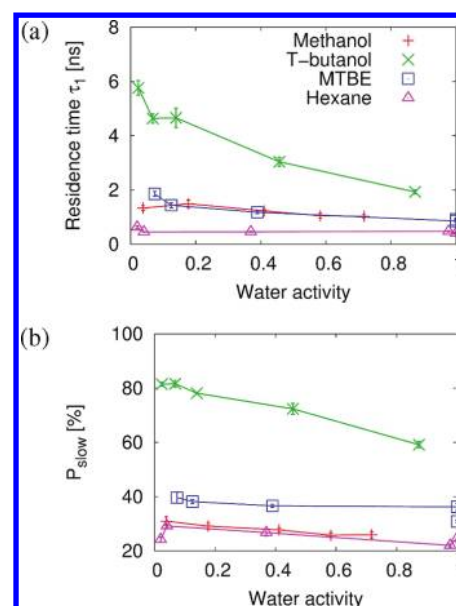 (a)
Residence time τ1 [ns]
8
6
4
2
0
Methanol
T-butanol
MTBE
Hexane
0 0.2 0.4 0.6 0.8 1
Water activity
(b)
Pslow [%]
100
80
60
40
20
0 0.2 0.4 0.6 0.8 1
Water activity